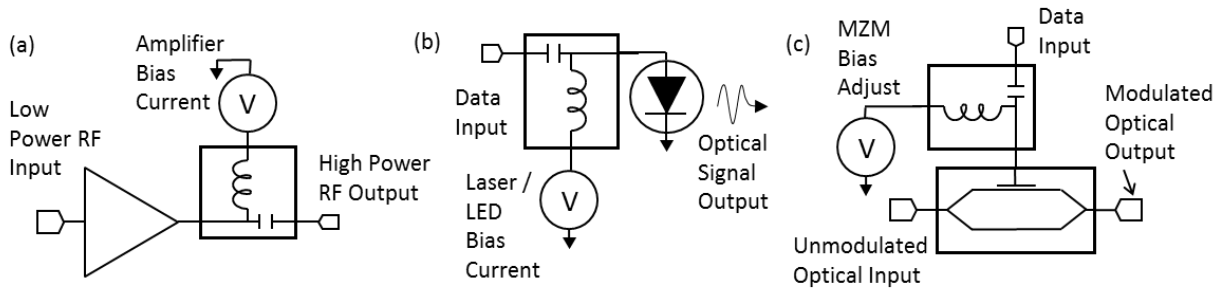 (a)
Amplifier
Bias
Current
V
Low
Power RF
Input
High Power
RF Output
(b)
Data
Input
Laser /
LED
Bias
Current
V
Optical
Signal
Output
(c)
MZM
Bias
Adjust
V
Data
Input
Modulated
Optical
Output
Unmodulated
Optical Input